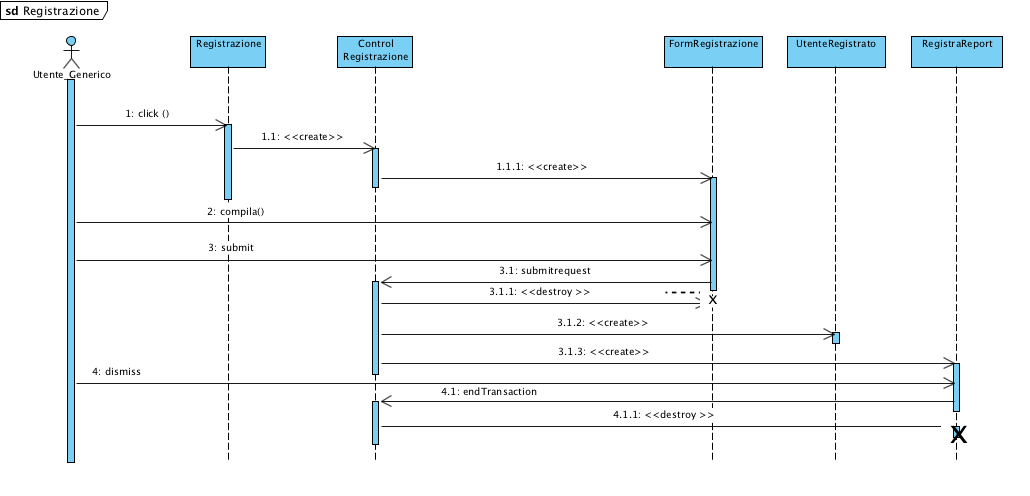 sd Registrazione
Registrazione
Control
Registrazione
FormRegistrazione
UtenteRegistrato
RegistraReport
Utente_Generico
1: click ()
1.1: <<create>>
1.1.1: <<create>>
2: compila()
3: submit
3.1: submitrequest
3.1.1: <<destroy >>
3.1.2: <<create>>
3.1.3: <<create>>
4: dismiss
4.1: endTransaction
4.1.1: <<destroy >>